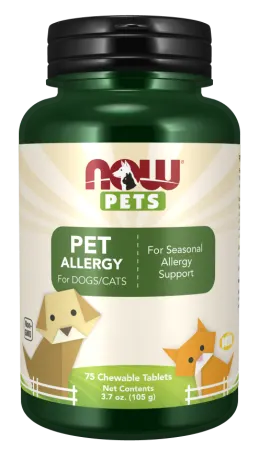 NOW
PETS
PET
ALLERGY
For DOGS/CATS
For Seasonal
Allergy
Support
75 Chewable Tablets
Net Contents
3.7 oz. (105 g)